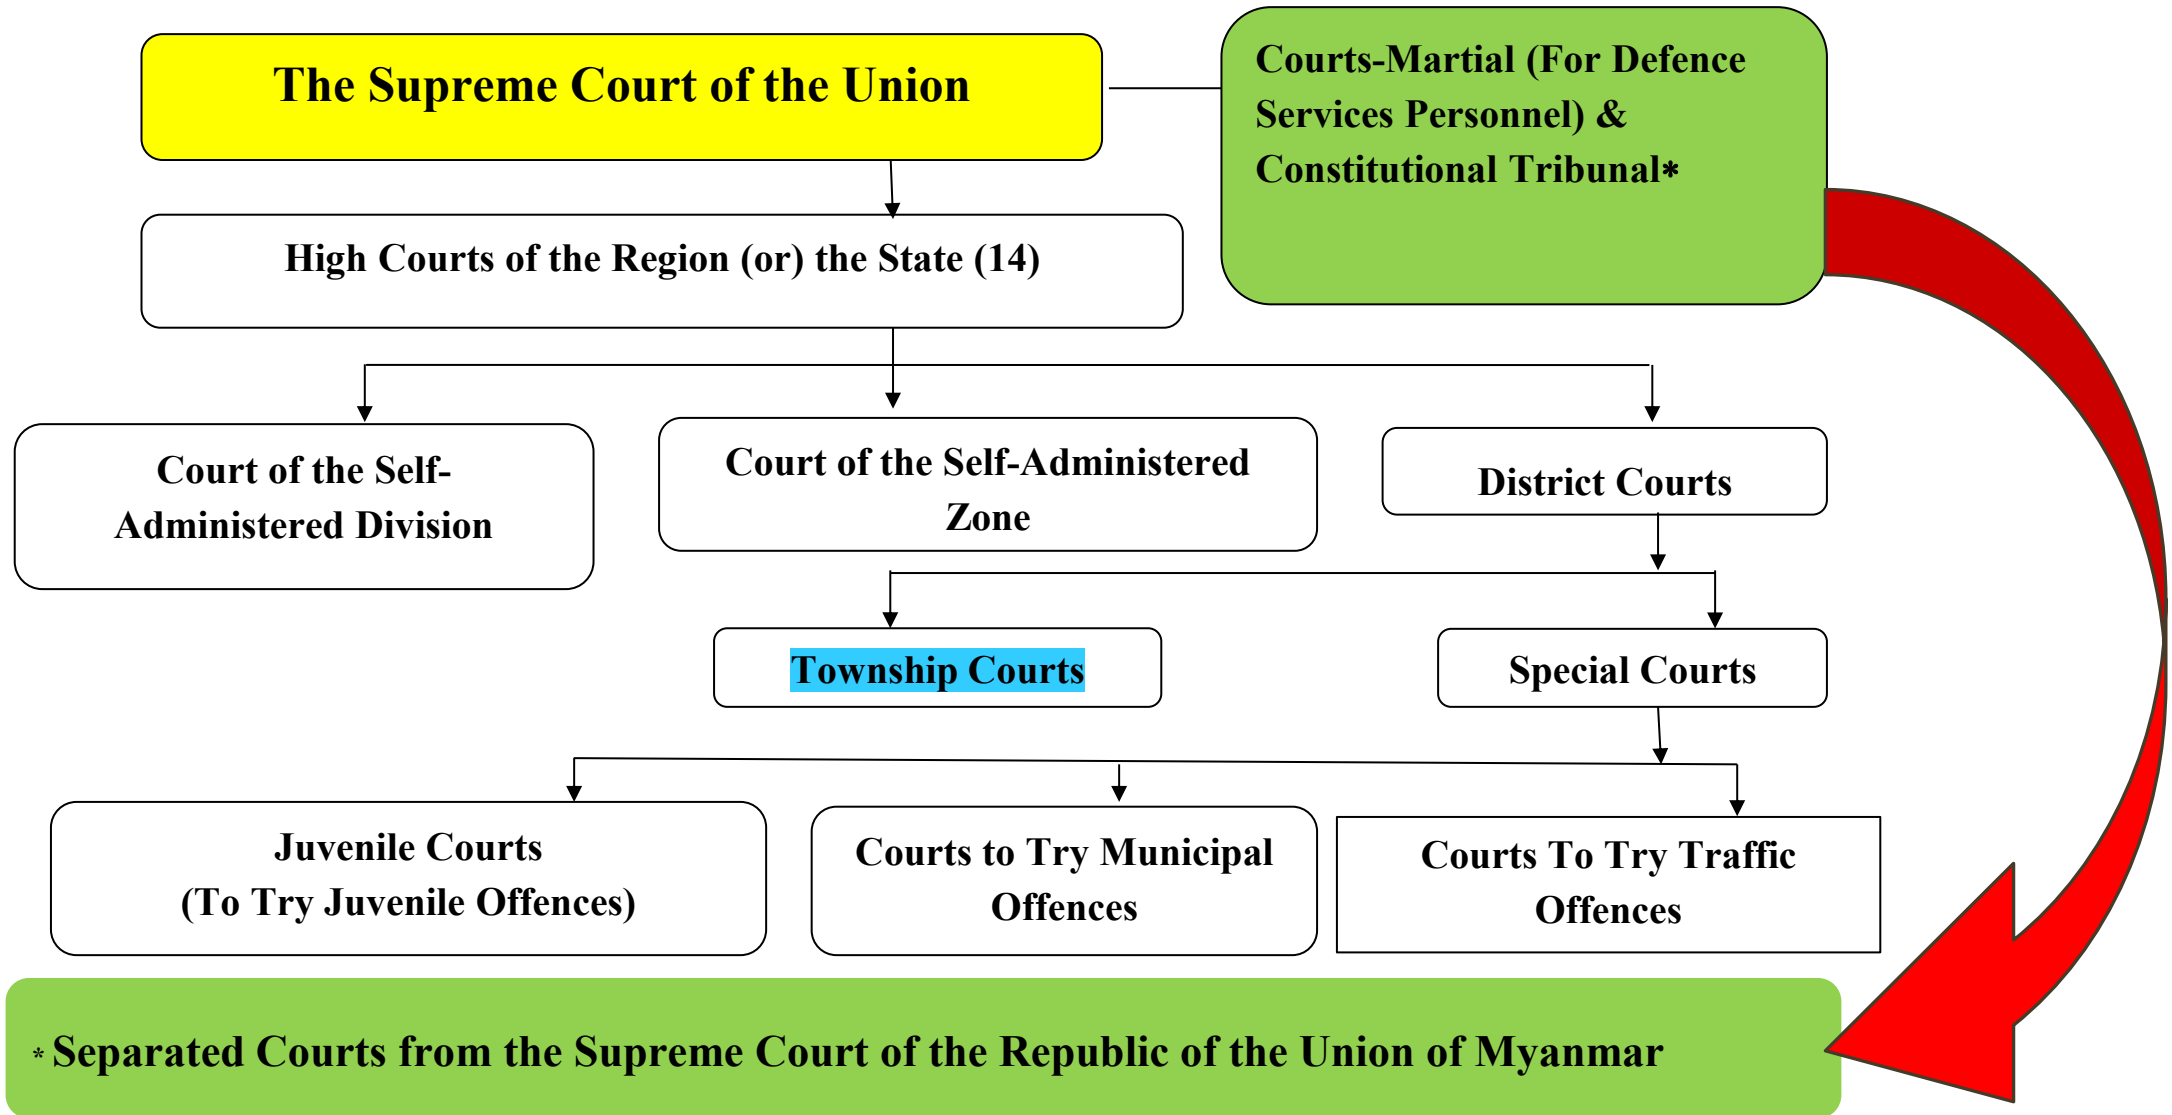 The Supreme Court of the Union
Courts-Martial (For Defence
Services Personnel) &
Constitutional Tribunal*
High Courts of the Region (or) the State (14)
Court of the Self-
Administered Division
Court of the Self-Administered
Zone
District Courts
Township Courts
Special Courts
Juvenile Courts
(To Try Juvenile Offences)
Courts to Try Municipal
Offences
Courts To Try Traffic
Offences
* Separated Courts from the Supreme Court of the Republic of the Union of Myanmar